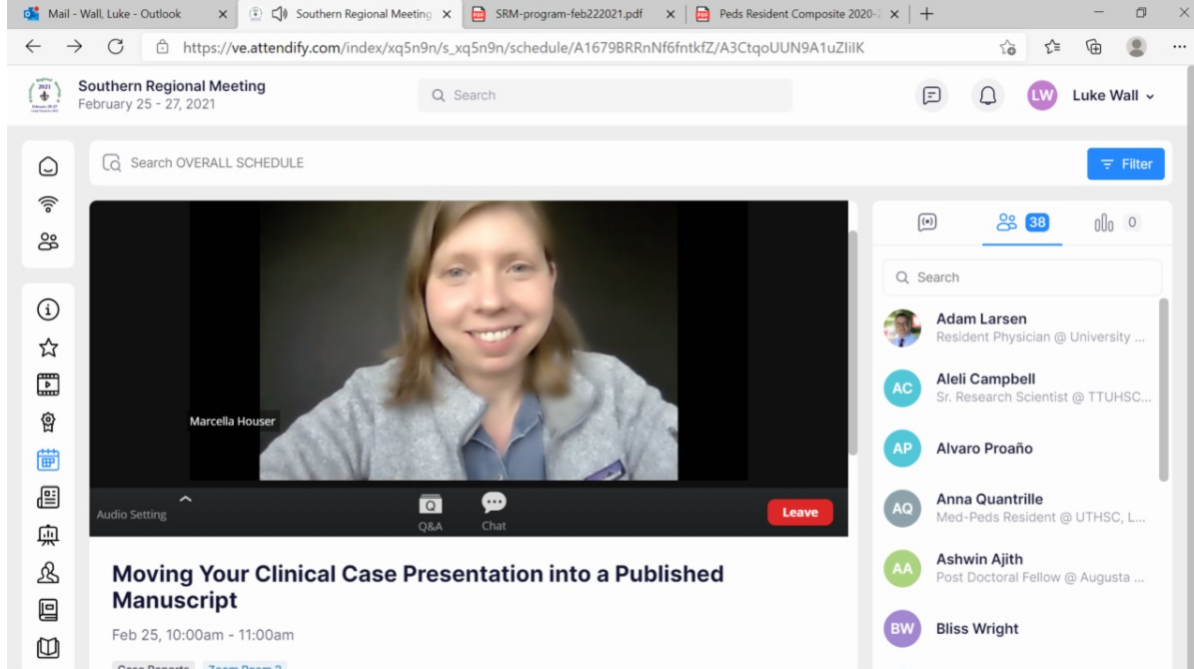 Mail - Wall, Luke - Outlook
Southern Regional Meeting
SRM-program-feb222021.pdf
Peds Resident Composite 2020-
https://ve.attendify.com/index/xq5n9n/s_xq5n9n/schedule/A1679BRRnNf6fntkfZ/A3CtqoUUN9A1uZIilK
2021
Southern Regional Meeting
February 25 - 27, 2021
Search
LW
Luke Wall
Search OVERALL SCHEDULE
Filter
Marcella Houser
Audio Setting
Q&A
Chat
Leave
Moving Your Clinical Case Presentation into a Published
Manuscript
Feb 25, 10:00am - 11:00am
Case Reports
Zoom Room 2
38
0
Search
Adam Larsen
Resident Physician @ University ...
AC
Aleli Campbell
Sr. Research Scientist @ TTUHSC...
AP
Alvaro Proaño
AQ
Anna Quantrille
Med-Peds Resident @ UTHSC, L...
AA
Ashwin Ajith
Post Doctoral Fellow @ Augusta ...
BW
Bliss Wright